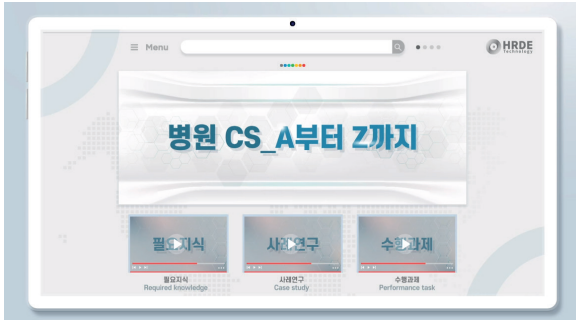 Menu
HRDE
Technology
병원 CS_A부터 Z까지
필요지식
사례연구
수행과제
필요지식
Required knowledge
사례연구
Case study
수행과제
Performance task